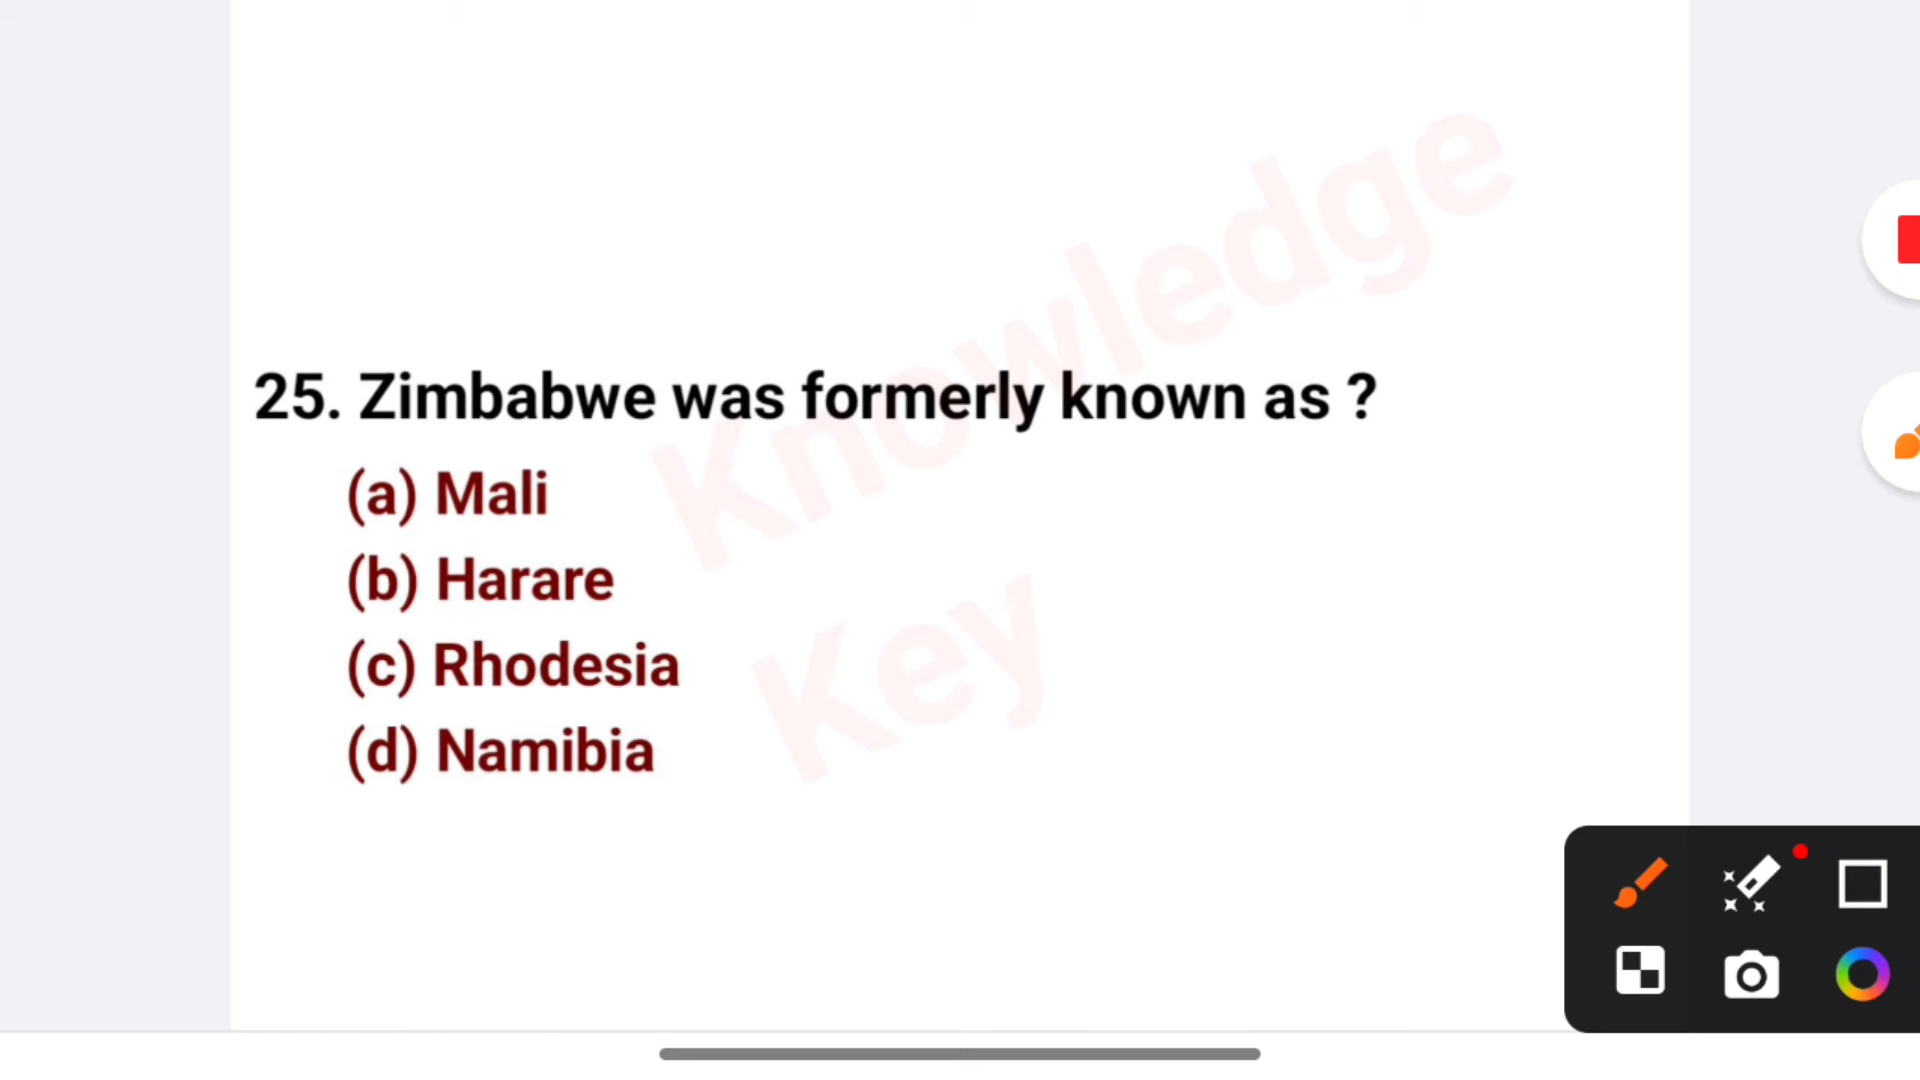 25. Zimbabwe was formerly known as ?
(a) Mali
(b) Harare
(c) Rhodesia
(d) Namibia
Knowledge
Key